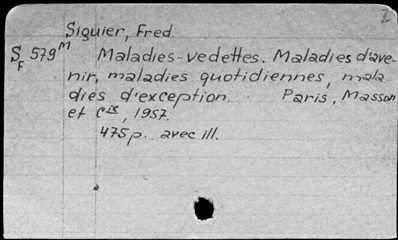 Siguier, Fred.
S F 579 M Maladies-vedettes. Maladies d'ave-
nir, maladies quotidiennes, mala
dies d'exception. Paris, Masson
et Cie, 1957.
475p. avec ill.